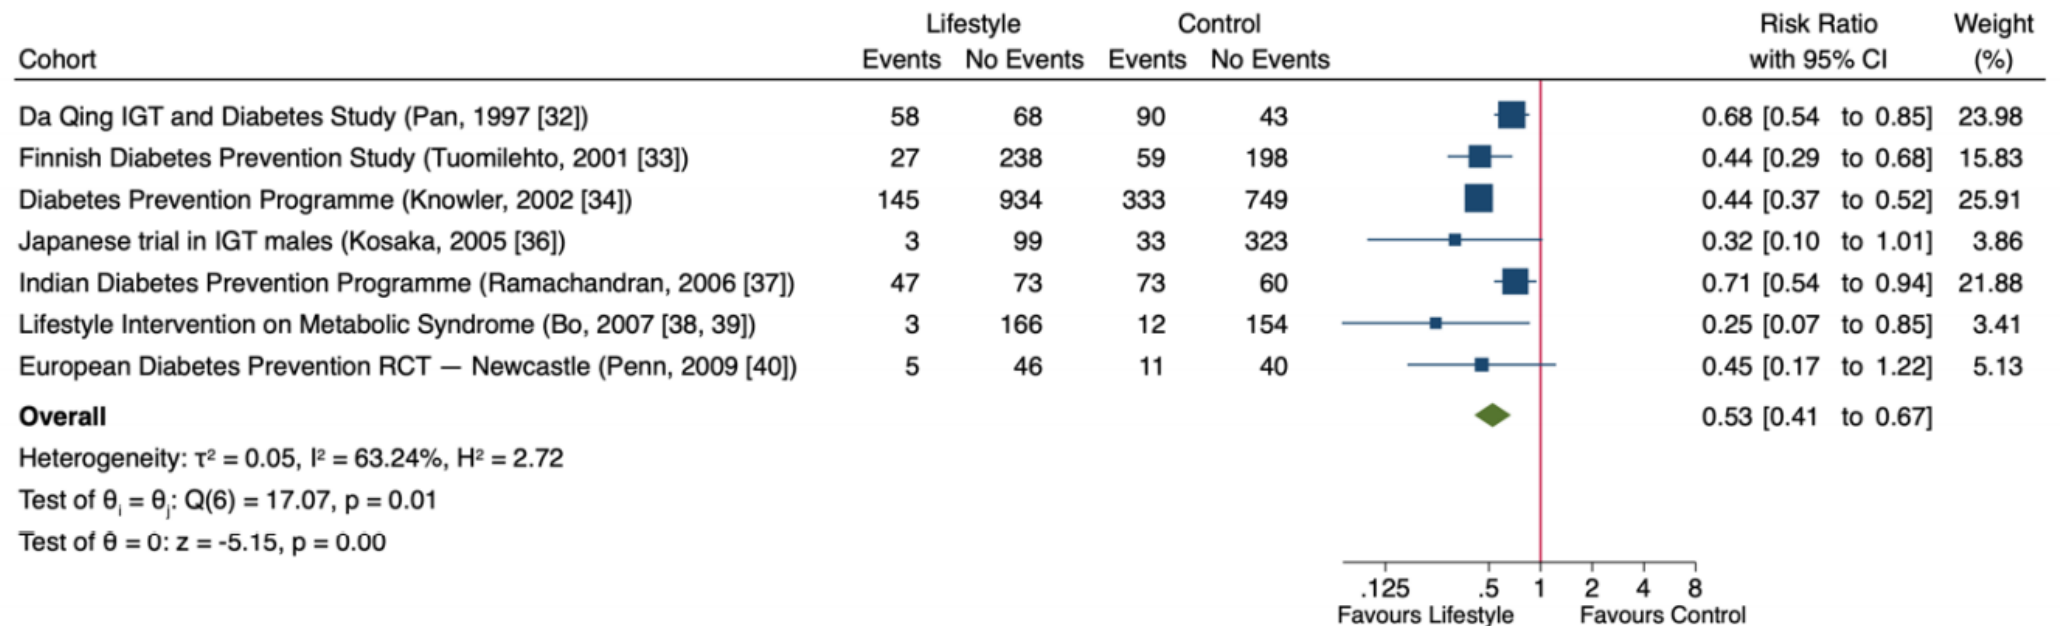 Lifestyle Control Risk Ratio Weight
Cohort Events No Events Events No Events with 95% CI (%)
Da Qing IGT and Diabetes Study (Pan, 1997 [32]) 58 68 90 43 0.68 [0.54 to 0.85] 23.98
Finnish Diabetes Prevention Study (Tuomilehto, 2001 [33]) 27 238 59 198 0.44 [0.29 to 0.68] 15.83
Diabetes Prevention Programme (Knowler, 2002 [34]) 145 934 333 749 0.44 [0.37 to 0.52] 25.91
Japanese trial in IGT males (Kosaka, 2005 [36]) 3 99 33 323 0.32 [0.10 to 1.01] 3.86
Indian Diabetes Prevention Programme (Ramachandran, 2006 [37]) 47 73 73 60 0.71 [0.54 to 0.94] 21.88
Lifestyle Intervention on Metabolic Syndrome (Bo, 2007 [38, 39]) 3 166 12 154 0.25 [0.07 to 0.85] 3.41
European Diabetes Prevention RCT — Newcastle (Penn, 2009 [40]) 5 46 11 40 0.45 [0.17 to 1.22] 5.13
Overall 0.53 [0.41 to 0.67]
Heterogeneity: τ² = 0.05, I² = 63.24%, H² = 2.72
Test of θᵢ = θⱼ: Q(6) = 17.07, p = 0.01
Test of θ = 0: z = -5.15, p = 0.00
.125 .5 1 2 4 8
Favours Lifestyle Favours Control